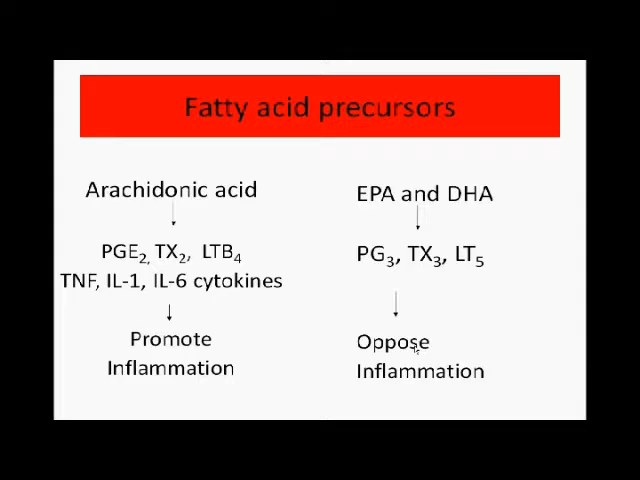 Fatty acid precursors
Arachidonic acid
PGE₂, TX₂, LTB₄
TNF, IL-1, IL-6 cytokines
Promote
Inflammation
EPA and DHA
PG₃, TX₃, LT₅
Oppose
Inflammation